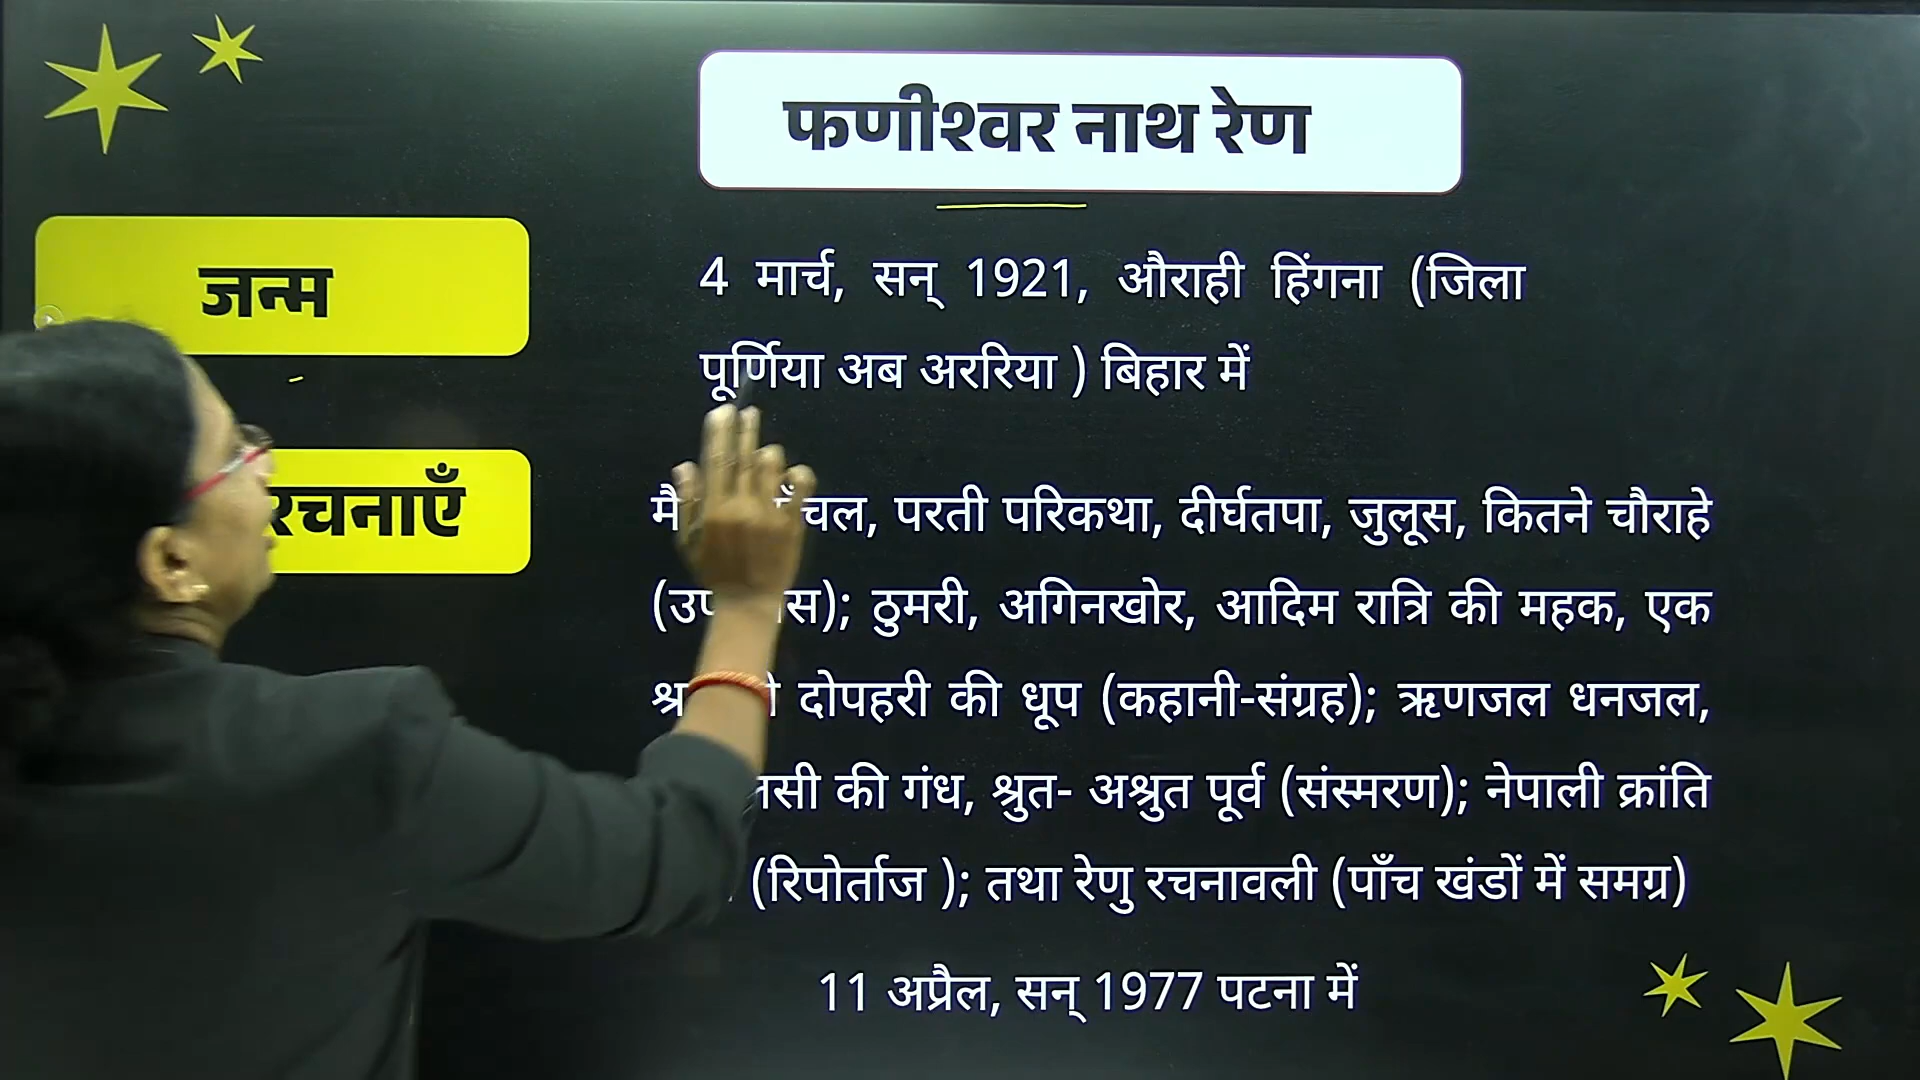 फणीश्वर नाथ रेण
जन्म
4 मार्च, सन् 1921, औराही हिंगना (जिला
पूर्णिया अब अररिया ) बिहार में
रचनाएँ
परती परिकथा, दीर्घतपा, जुलूस, कितने चौराहे
ठुमरी, अगिनखोर, आदिम रात्रि की महक, एक
दोपहरी की धूप (कहानी-संग्रह); ऋणजल धनजल,
की गंध, श्रुत- अश्रुत पूर्व (संस्मरण); नेपाली क्रांति
(रिपोर्ताज ); तथा रेणु रचनावली (पाँच खंडों में समग्र)
11 अप्रैल, सन् 1977 पटना में